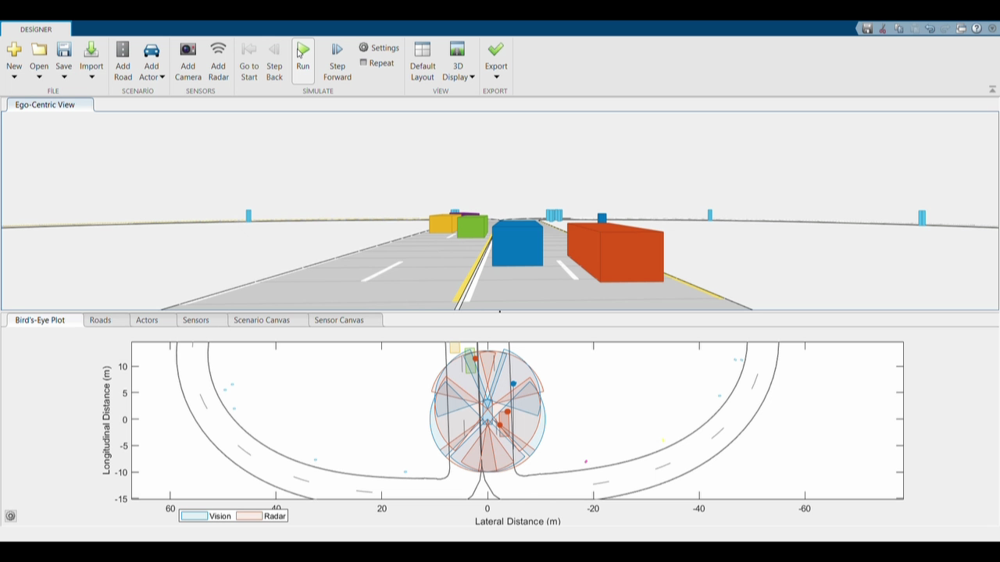 DESIGNER
New Open Save Import Add Road Add Actor Add Camera Add Radar Go to Start Step Back Run Step Forward Settings Repeat Default Layout 3D Display Export
FILE SCENARIO SENSORS SIMULATE VIEW EXPORT
Ego-Centric View
Bird's-Eye Plot Roads Actors Sensors Scenario Canvas Sensor Canvas
Longitudinal Distance (m)
10
5
0
-5
-10
-15
60 40 20 0 -20 -40 -60
Vision Radar
Lateral Distance (m)